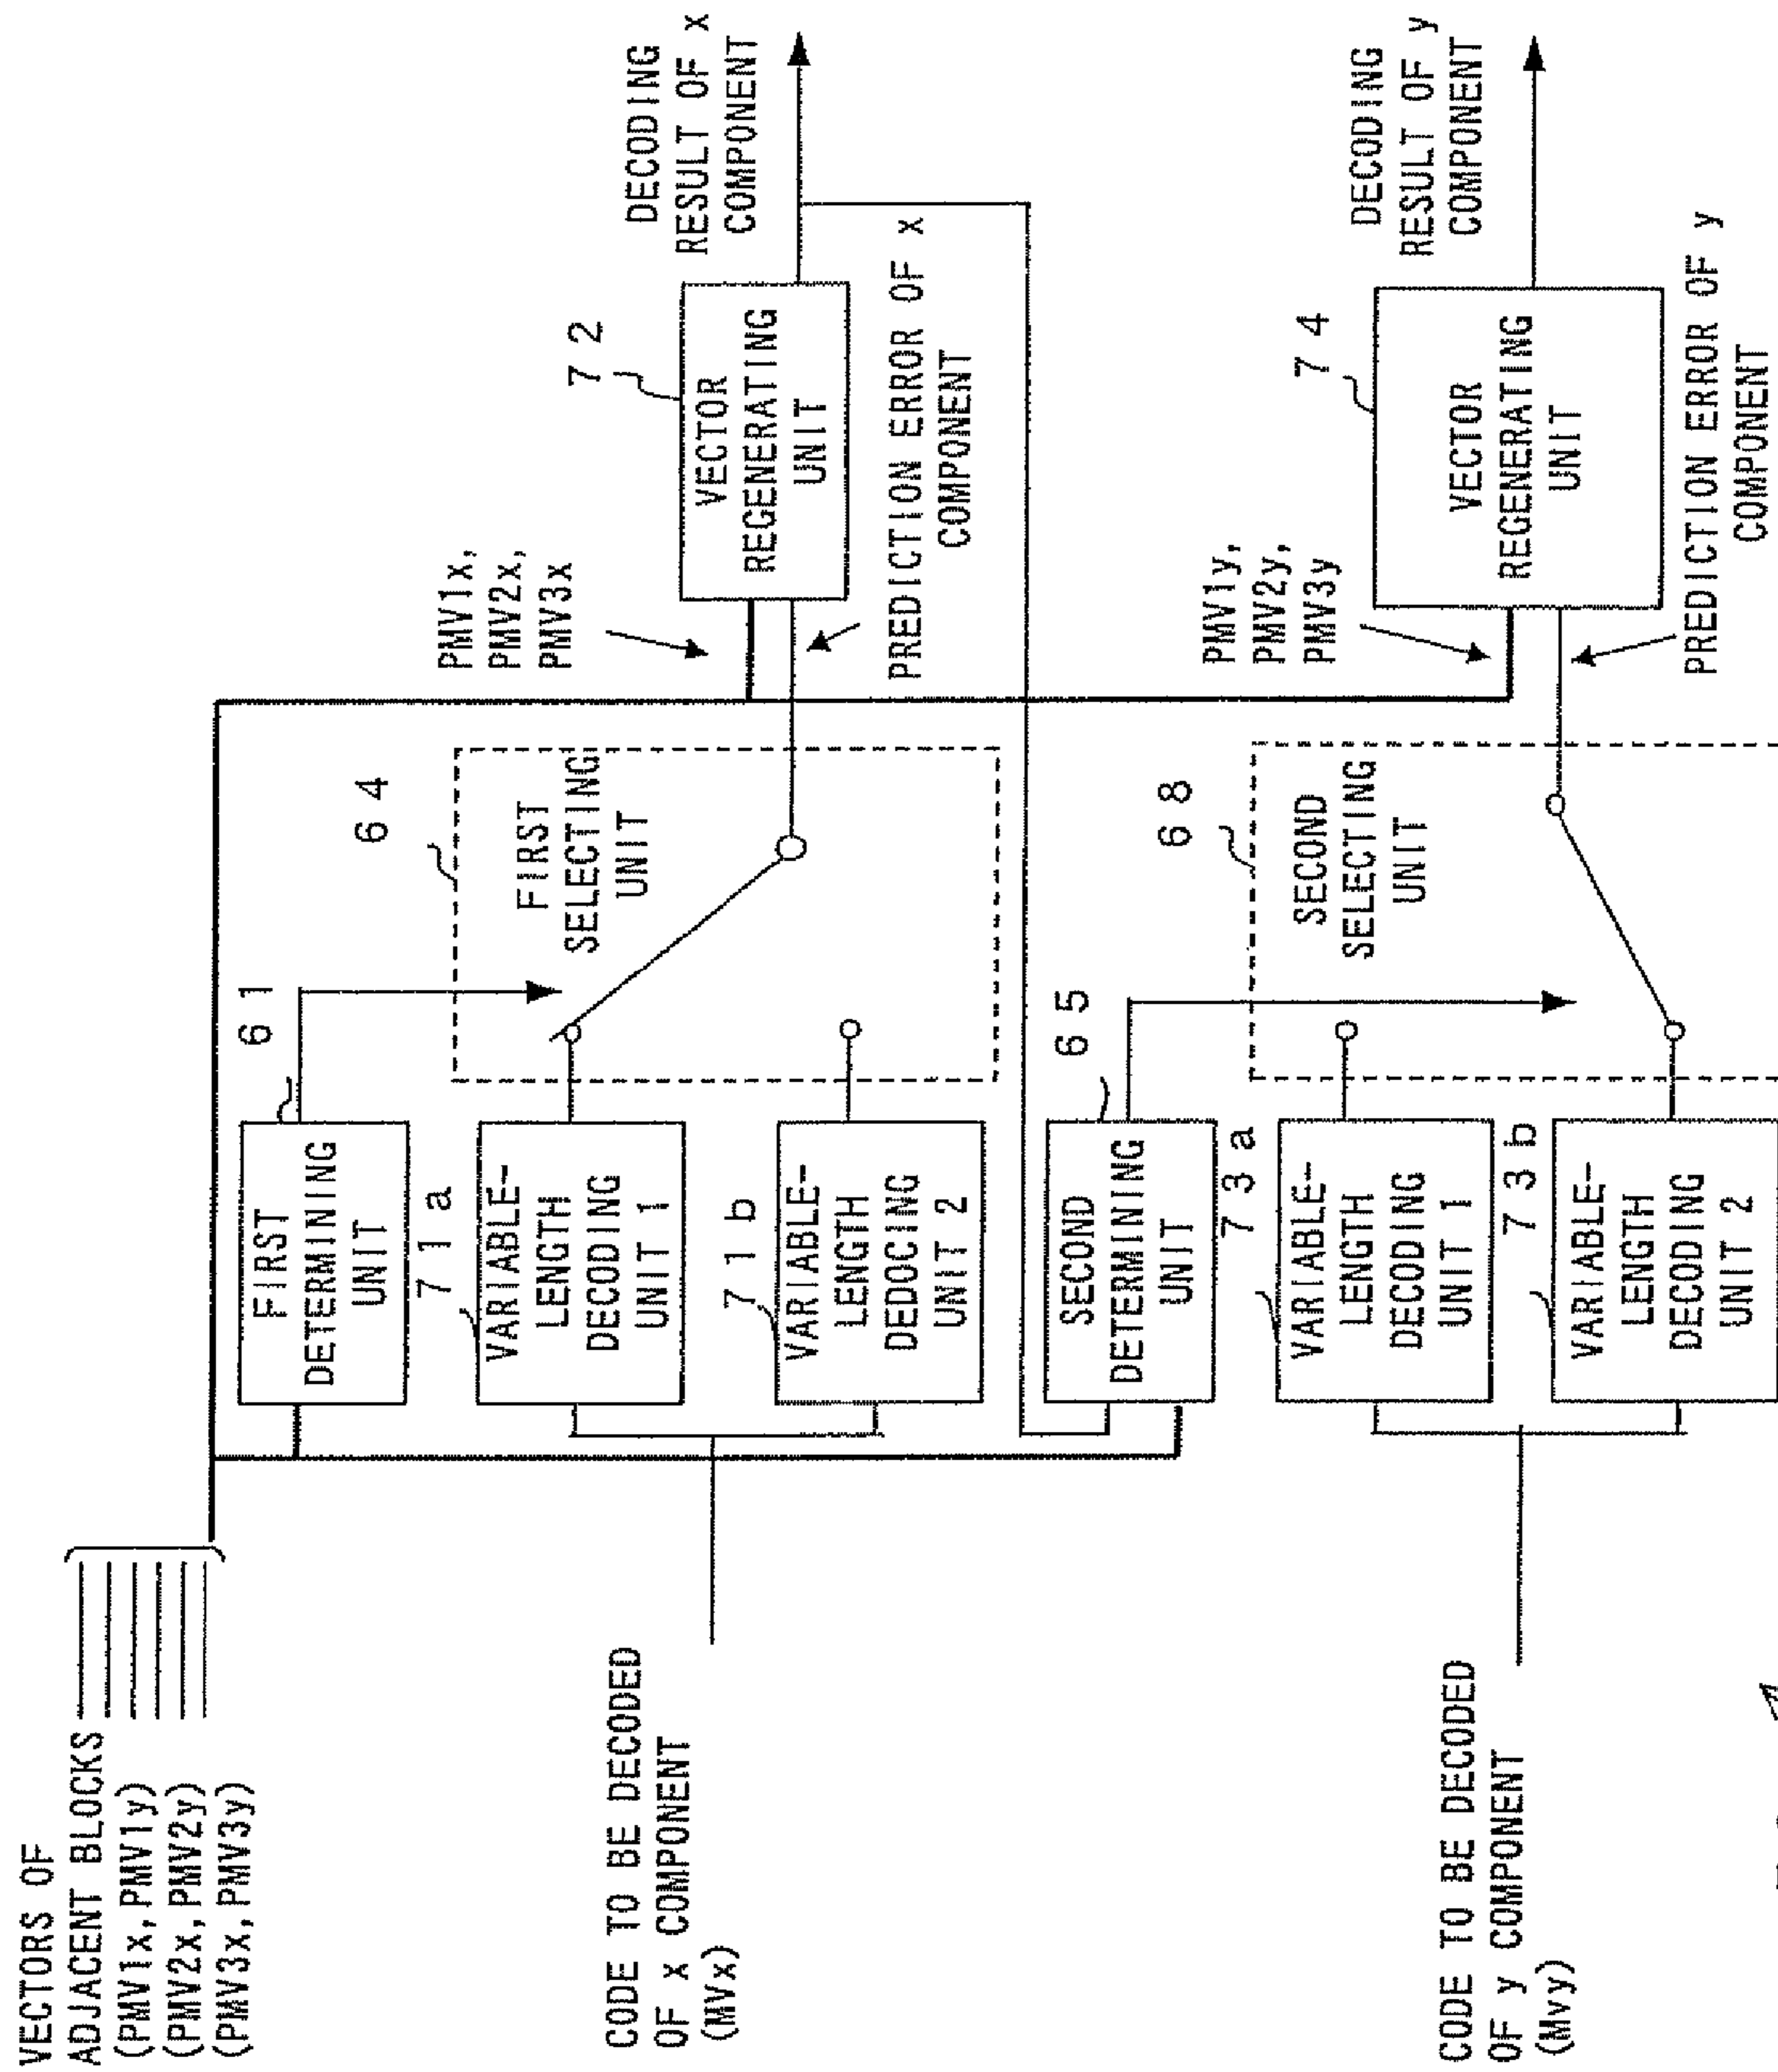 VECTORS OF
ADJACENT BLOCKS
(PMV1x,PMV1y)
(PMV2x,PMV2y)
(PMV3x,PMV3y)
CODE TO BE DECODED
OF x COMPONENT
(MVx)
CODE TO BE DECODED
OF y COMPONENT
(Mvy)
FIRST
DETERMINING
UNIT
61
71a
VARIABLE-
LENGTH
DECODING
UNIT 1
71b
VARIABLE-
LENGTH
DEDOCING
UNIT 2
SECOND
DETERMINING
UNIT
65
73a
VARIABLE-
LENGTH
DECODING
UNIT 1
73b
VARIABLE-
LENGTH
DECODING
UNIT 2
64
FIRST
SELECTING
UNIT
68
SECOND
SELECTING
UNIT
PMV1x,
PMV2x,
PMV3x
72
VECTOR
REGENERATING
UNIT
PREDICTION ERROR OF x
COMPONENT
PMV1y,
PMV2y,
PMV3y
74
VECTOR
REGENERATING
UNIT
PREDICTION ERROR OF y
COMPONENT
DECODING
RESULT OF x
COMPONENT
DECODING
RESULT OF y
COMPONENT